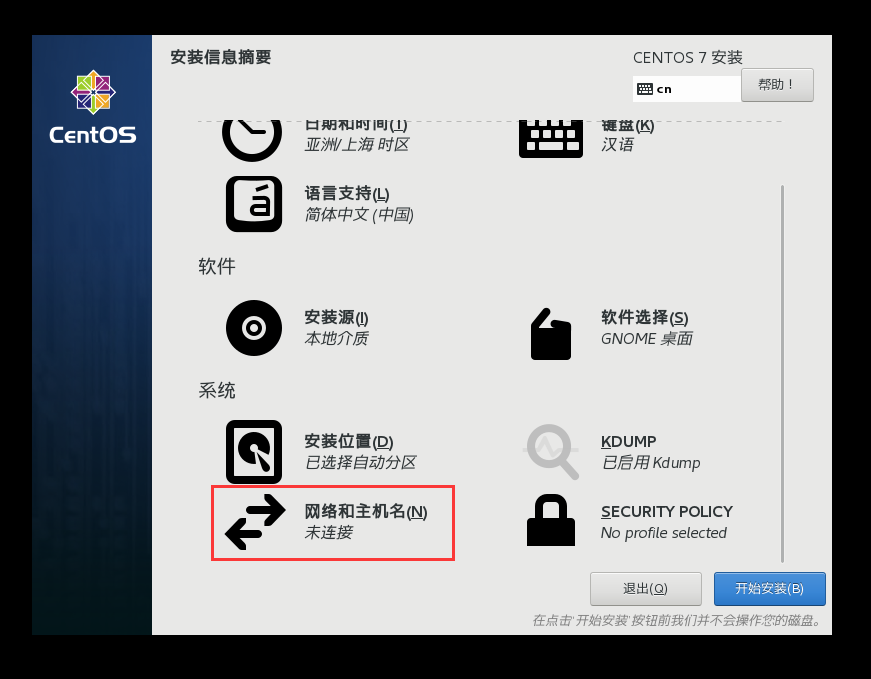 安装信息摘要
CENTOS 7 安装
cn
帮助！
CentOS
日期和时间(T)
亚洲/上海 时区
键盘(K)
汉语
语言支持(L)
简体中文 (中国)
软件
安装源(I)
本地介质
软件选择(S)
GNOME 桌面
系统
安装位置(D)
已选择自动分区
KDUMP
已启用 Kdump
网络和主机名(N)
未连接
SECURITY POLICY
No profile selected
退出(Q)
开始安装(B)
在点击'开始安装'按钮前我们并不会操作您的磁盘。